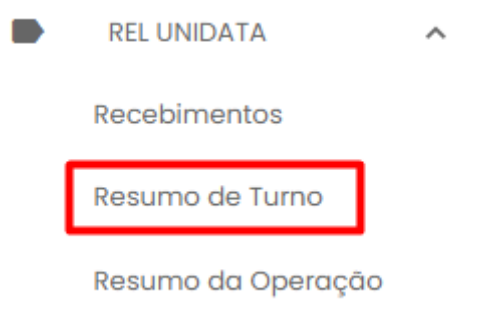 REL UNIDATA
Recebimentos
Resumo de Turno
Resumo da Operação